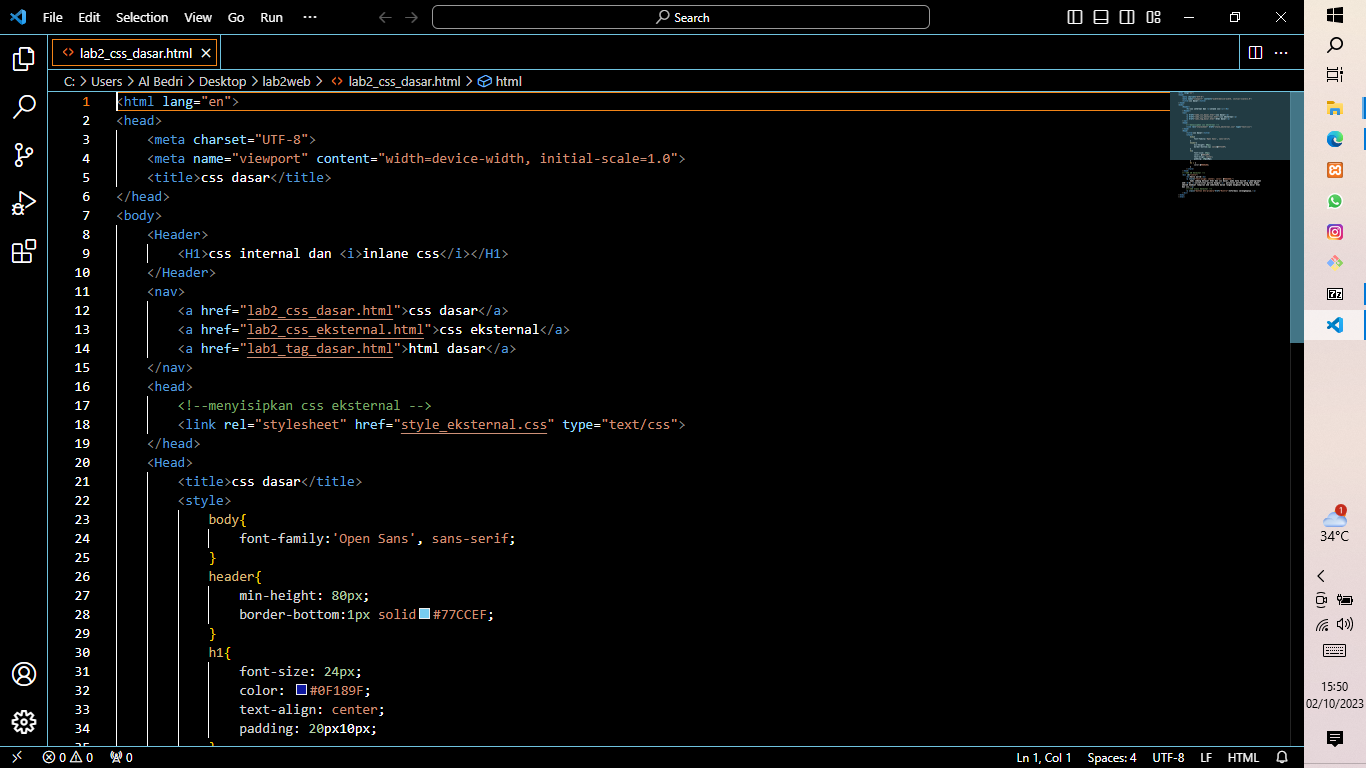 File Edit Selection View Go Run ···
Search
lab2_css_dasar.html
C: > Users > Al Bedri > Desktop > lab2web > lab2_css_dasar.html > html
1 <html lang="en">
2 <head>
3 <meta charset="UTF-8">
4 <meta name="viewport" content="width=device-width, initial-scale=1.0">
5 <title>css dasar</title>
6 </head>
7 <body>
8 <Header>
9 <H1>css internal dan <i>inlane css</i></H1>
10 </Header>
11 <nav>
12 <a href="lab2_css_dasar.html">css dasar</a>
13 <a href="lab2_css_eksternal.html">css eksternal</a>
14 <a href="lab1_tag_dasar.html">html dasar</a>
15 </nav>
16 <head>
17 <!--menyisipkan css eksternal -->
18 <link rel="stylesheet" href="style_eksternal.css" type="text/css">
19 </head>
20 <Head>
21 <title>css dasar</title>
22 <style>
23 body{
24 font-family:'Open Sans', sans-serif;
25 }
26 header{
27 min-height: 80px;
28 border-bottom:1px solid #77CCEF;
29 }
30 h1{
31 font-size: 24px;
32 color: #0F189F;
33 text-align: center;
34 padding: 20px10px;
0 0 0
Ln 1, Col 1 Spaces: 4 UTF-8 LF HTML
1
34°C
15:50
02/10/2023